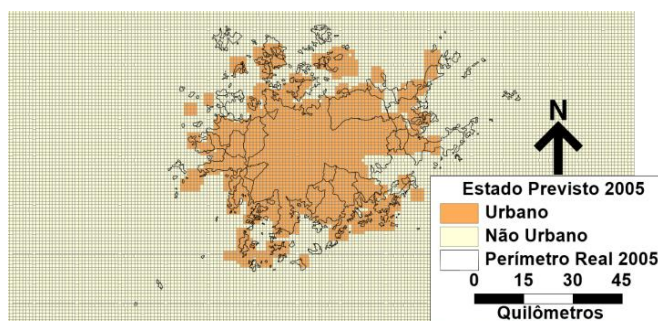 N
Estado Previsto 2005
Urbano
Não Urbano
Perímetro Real 2005
0 15 30 45
Quilômetros